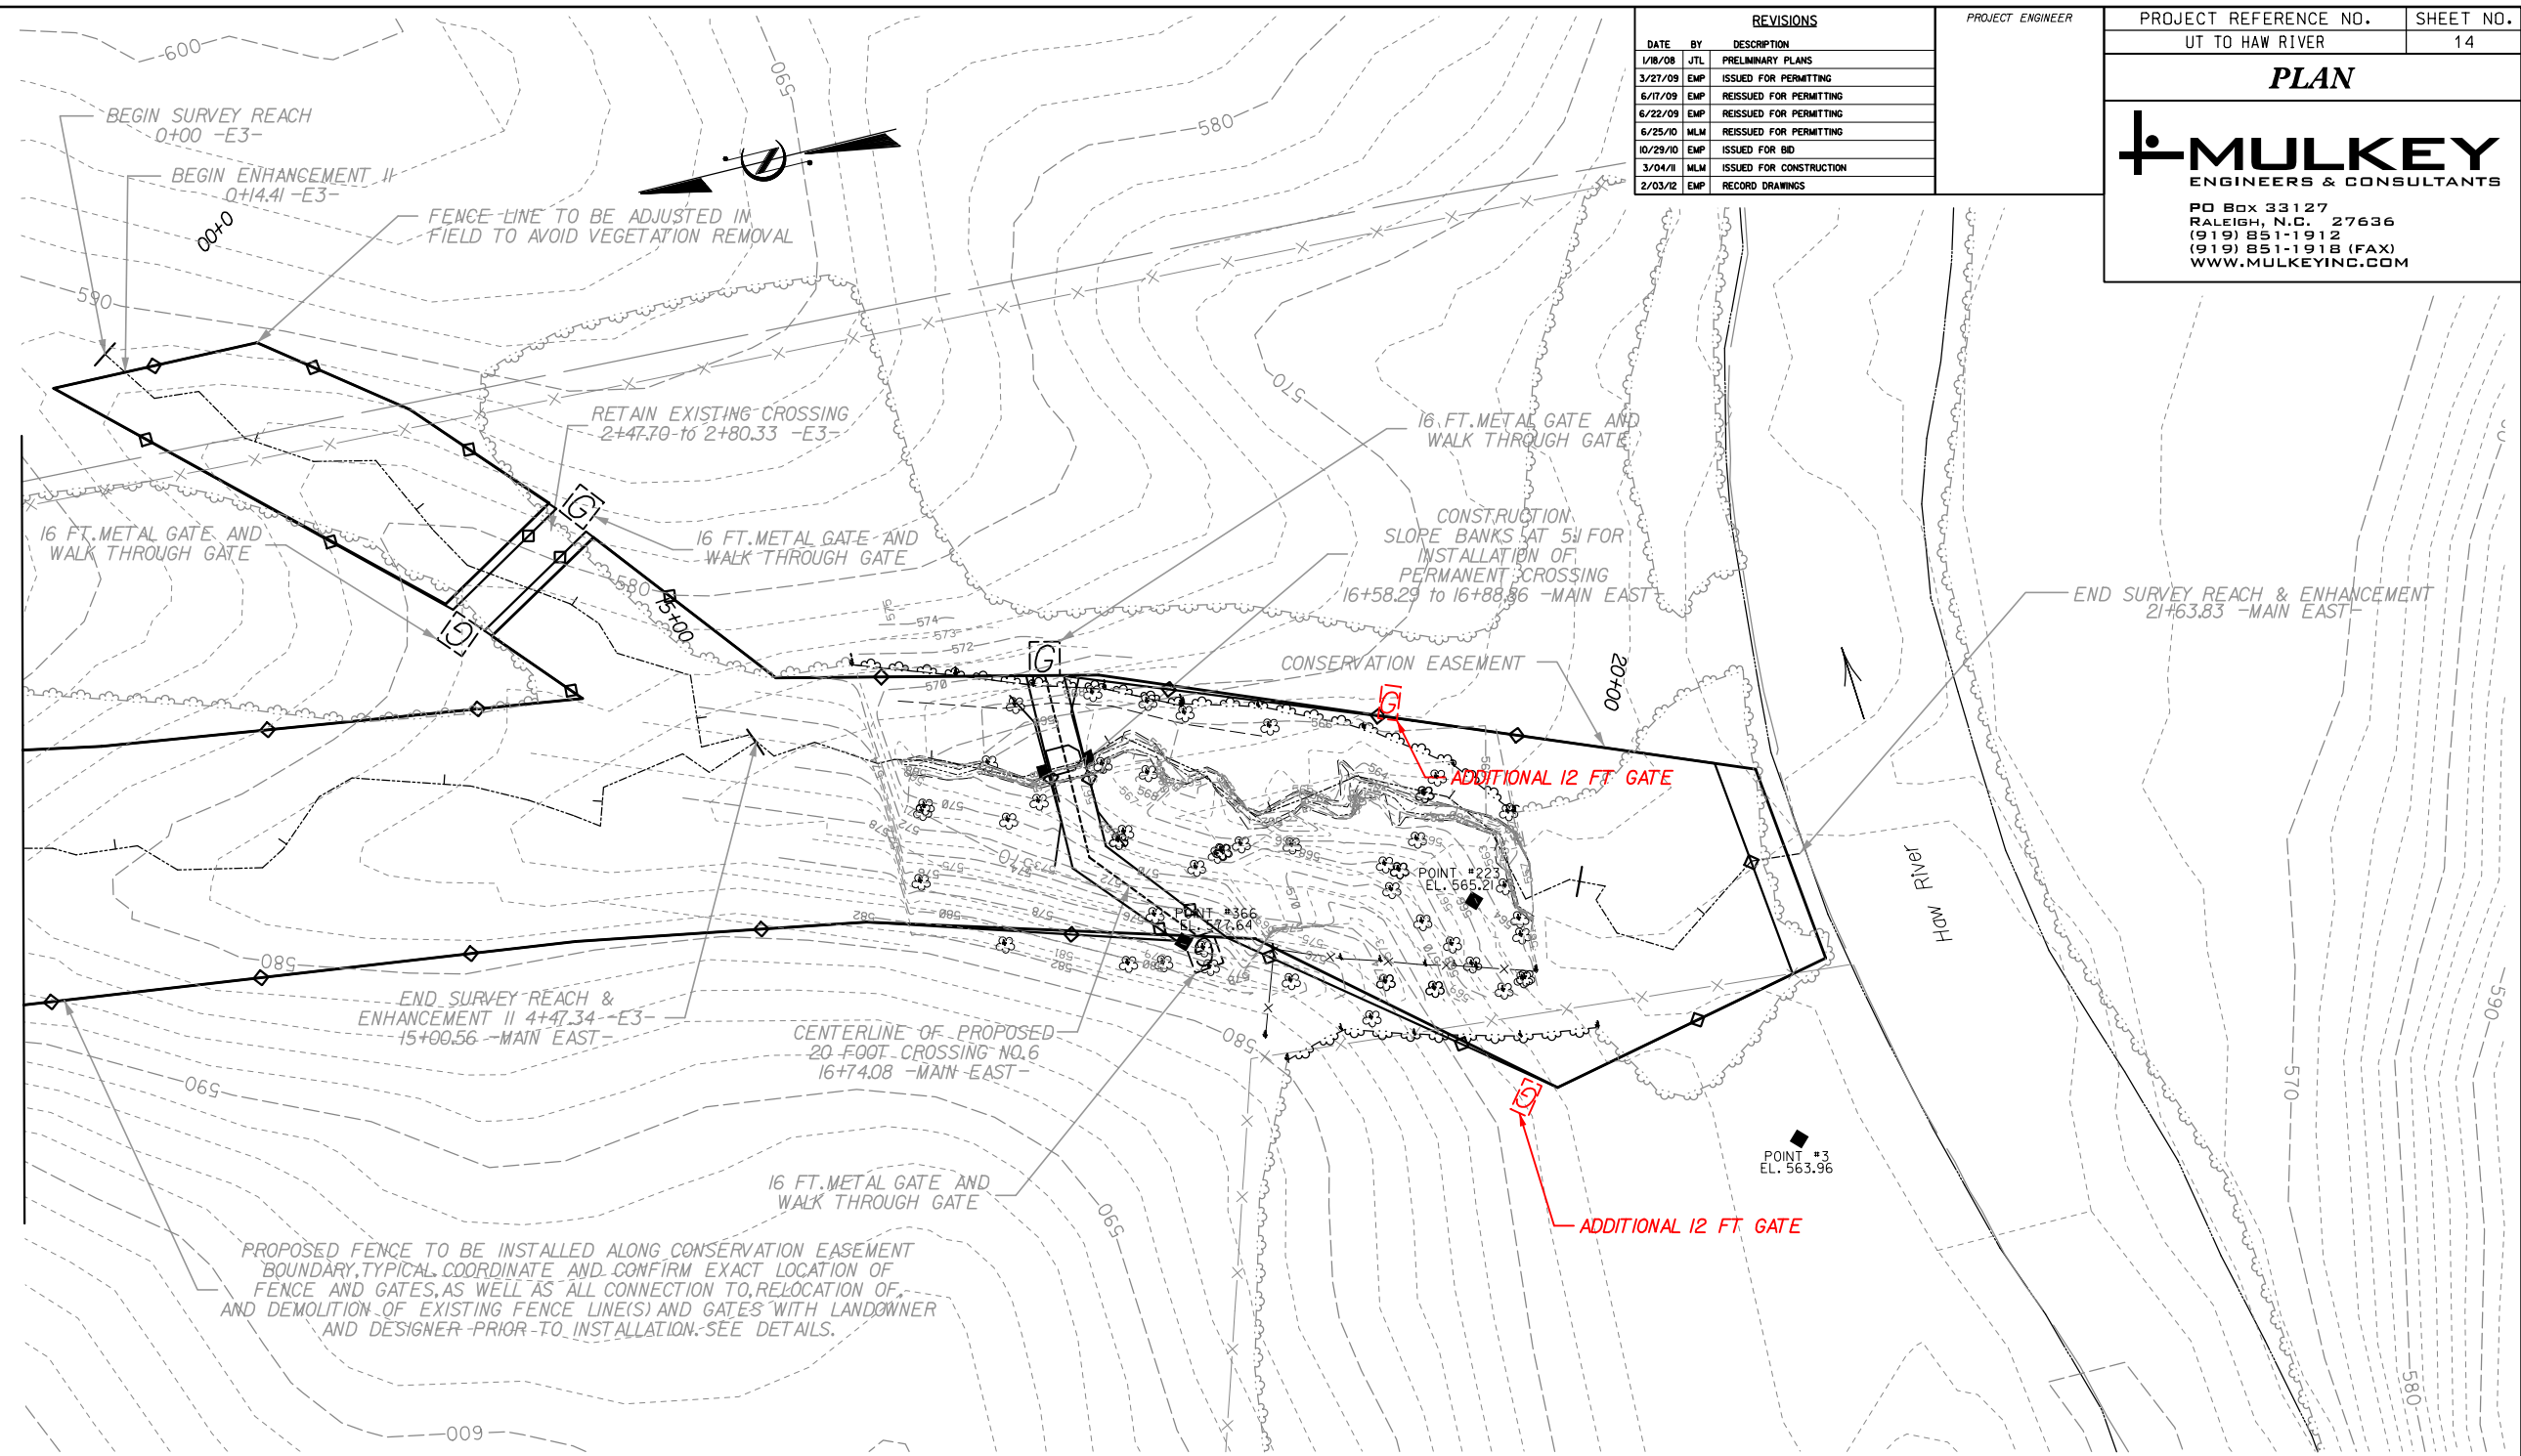 REVISIONS
DATE BY DESCRIPTION
1/18/08 JTL PRELIMINARY PLANS
3/27/09 EMP ISSUED FOR PERMITTING
6/17/09 EMP REISSUED FOR PERMITTING
6/22/09 EMP REISSUED FOR PERMITTING
6/25/10 MLM REISSUED FOR PERMITTING
10/29/10 EMP ISSUED FOR BID
3/04/11 MLM ISSUED FOR CONSTRUCTION
2/03/12 EMP RECORD DRAWINGS
PROJECT ENGINEER
PROJECT REFERENCE NO. SHEET NO.
UT TO HAW RIVER 14
PLAN
MULKEY
ENGINEERS & CONSULTANTS
PO BOX 33127
RALEIGH, N.C. 27636
(919) 851-1912
(919) 851-1918 (FAX)
WWW.MULKEYINC.COM
600
590
580
BEGIN SURVEY REACH
0+00 -E3-
BEGIN ENHANCEMENT II
0+14.41 -E3-
0+00
FENCE LINE TO BE ADJUSTED IN
FIELD TO AVOID VEGETATION REMOVAL
590
570
RETAIN EXISTING CROSSING
2+47.70 to 2+80.33 -E3-
16 FT. METAL GATE AND
WALK THROUGH GATE
16 FT. METAL GATE AND
WALK THROUGH GATE
G
16 FT. METAL GATE AND
WALK THROUGH GATE
G
CONSTRUCTION
SLOPE BANKS AT 5:1 FOR
INSTALLATION OF
PERMANENT CROSSING
16+58.29 to 16+88.86 -MAIN EAST-
580
15+00
END SURVEY REACH & ENHANCEMENT
21+63.83 -MAIN EAST-
575
574
573
572
570
G
CONSERVATION EASEMENT
20+00
G
ADDITIONAL 12 FT GATE
Haw River
POINT #223
EL. 565.21
POINT #366
EL. 577.64
G
580
END SURVEY REACH &
ENHANCEMENT II 4+47.34 -E3-
15+00.56 -MAIN EAST-
CENTERLINE OF PROPOSED
20 FOOT CROSSING NO.6
16+74.08 -MAIN EAST-
580
590
590
570
G
POINT #3
EL. 563.96
16 FT. METAL GATE AND
WALK THROUGH GATE
590
ADDITIONAL 12 FT GATE
PROPOSED FENCE TO BE INSTALLED ALONG CONSERVATION EASEMENT
BOUNDARY, TYPICAL. COORDINATE AND CONFIRM EXACT LOCATION OF
FENCE AND GATES, AS WELL AS ALL CONNECTION TO, RELOCATION OF,
AND DEMOLITION OF EXISTING FENCE LINE(S) AND GATES WITH LANDOWNER
AND DESIGNER PRIOR TO INSTALLATION. SEE DETAILS.
580
600